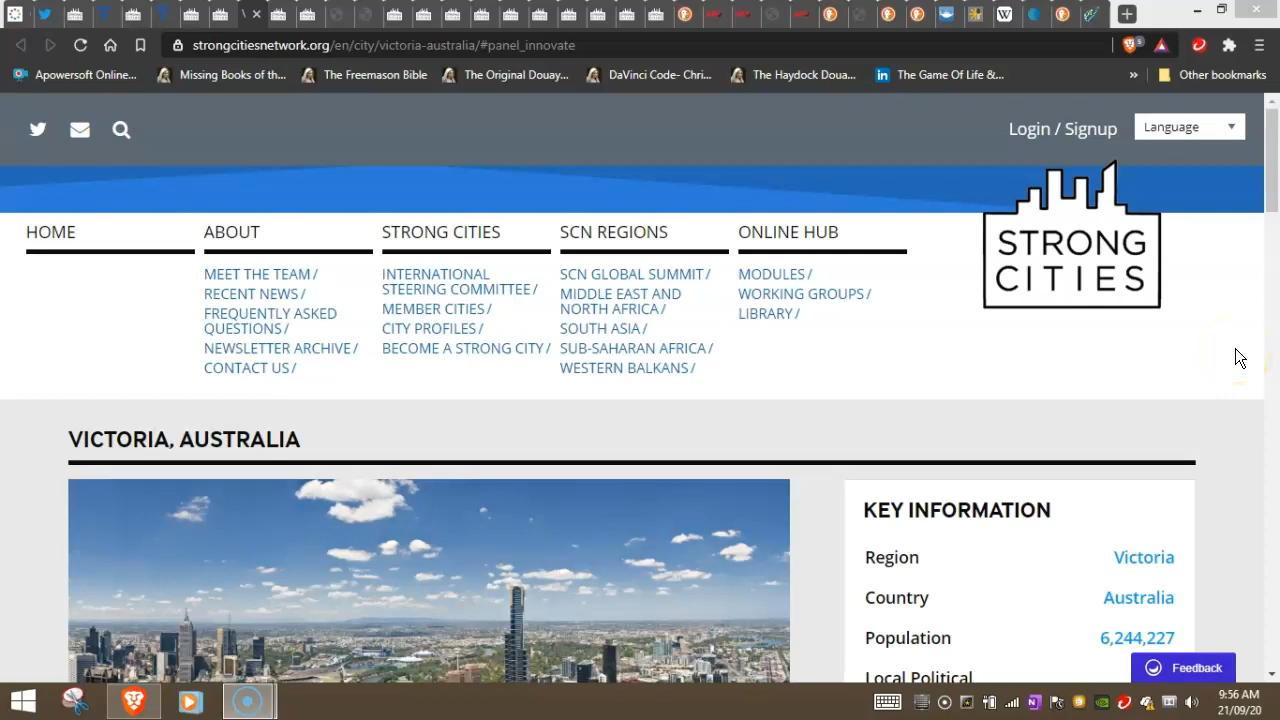 strongcitiesnetwork.org/en/city/victoria-australia/#panel_innovate
5
Apowersoft Online...
Missing Books of th...
The Freemason Bible
The Original Douay...
DaVinci Code- Chri...
The Haydock Doua...
The Game Of Life &...
»
Other bookmarks
Login / Signup
Language
HOME
ABOUT
MEET THE TEAM /
RECENT NEWS /
FREQUENTLY ASKED
QUESTIONS /
NEWSLETTER ARCHIVE /
CONTACT US /
STRONG CITIES
INTERNATIONAL
STEERING COMMITTEE /
MEMBER CITIES /
CITY PROFILES /
BECOME A STRONG CITY /
SCN REGIONS
SCN GLOBAL SUMMIT /
MIDDLE EAST AND
NORTH AFRICA /
SOUTH ASIA /
SUB-SAHARAN AFRICA /
WESTERN BALKANS /
ONLINE HUB
MODULES /
WORKING GROUPS /
LIBRARY /
STRONG
CITIES
VICTORIA, AUSTRALIA
KEY INFORMATION
Region Victoria
Country Australia
Population 6,244,227
Local Political
Feedback
9:56 AM
21/09/20